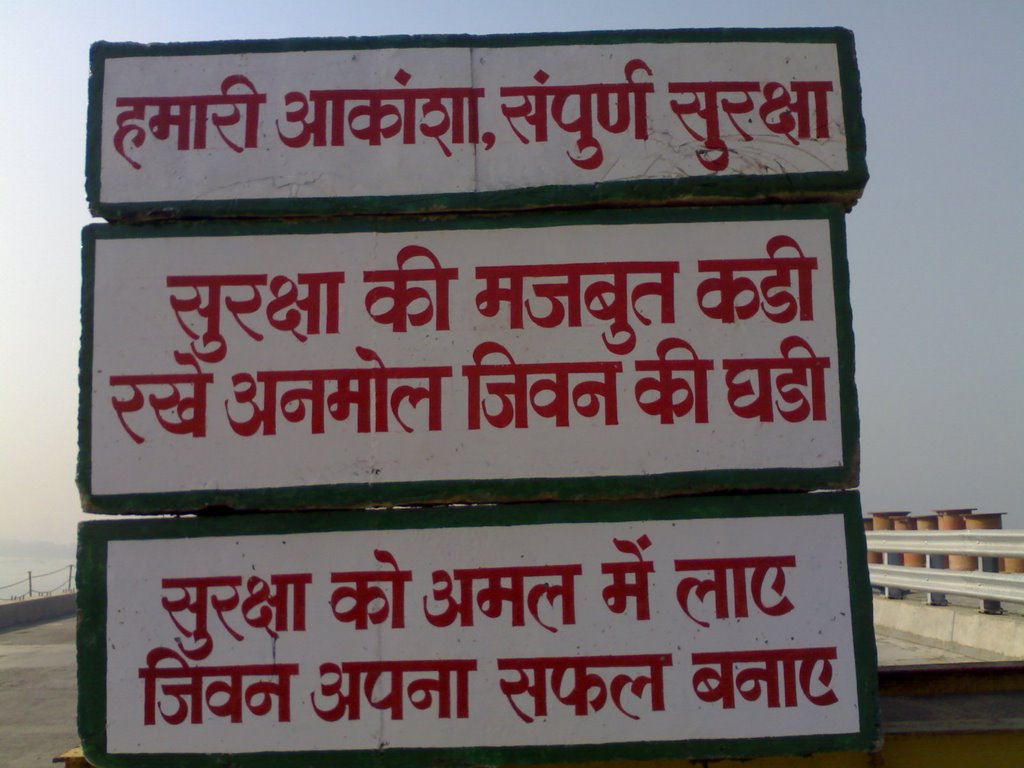 हमारी आकांशा, संपुर्ण सुरक्षा
सुरक्षा की मजबुत कडी
रखे अनमोल जिवन की घडी
सुरक्षा को अमल में लाए
जिवन अपना सफल बनाए